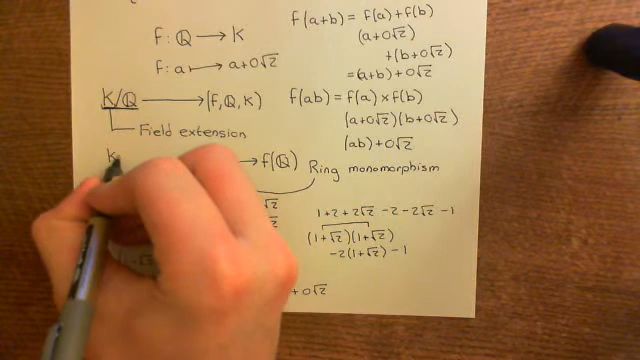 f: ℚ → K
f: a ↦ a+0√2
K/ℚ → (f, ℚ, K)
Field extension
K → f(ℚ)
√2
√2
+0√2
f(a+b) = f(a)+f(b)
(a+0√2)
+(b+0√2)
=(a+b)+0√2
f(ab) = f(a)×f(b)
(a+0√2)(b+0√2)
(ab)+0√2
Ring monomorphism
1+2+2√2 -2-2√2 -1
(1+√2)(1+√2)
-2(1+√2)-1